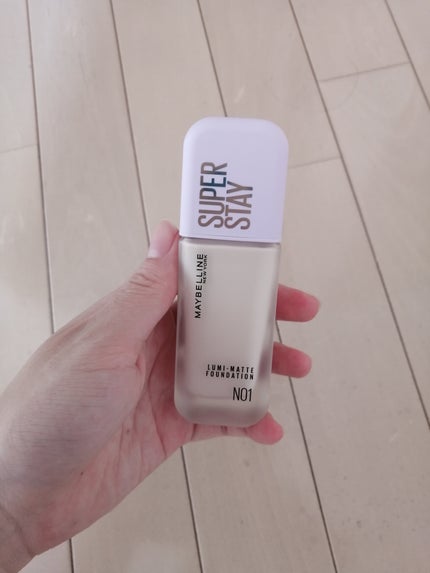 SUPER
STAY
MAYBELLINE
NEW YORK
LUMI-MATTE
FOUNDATION
N01